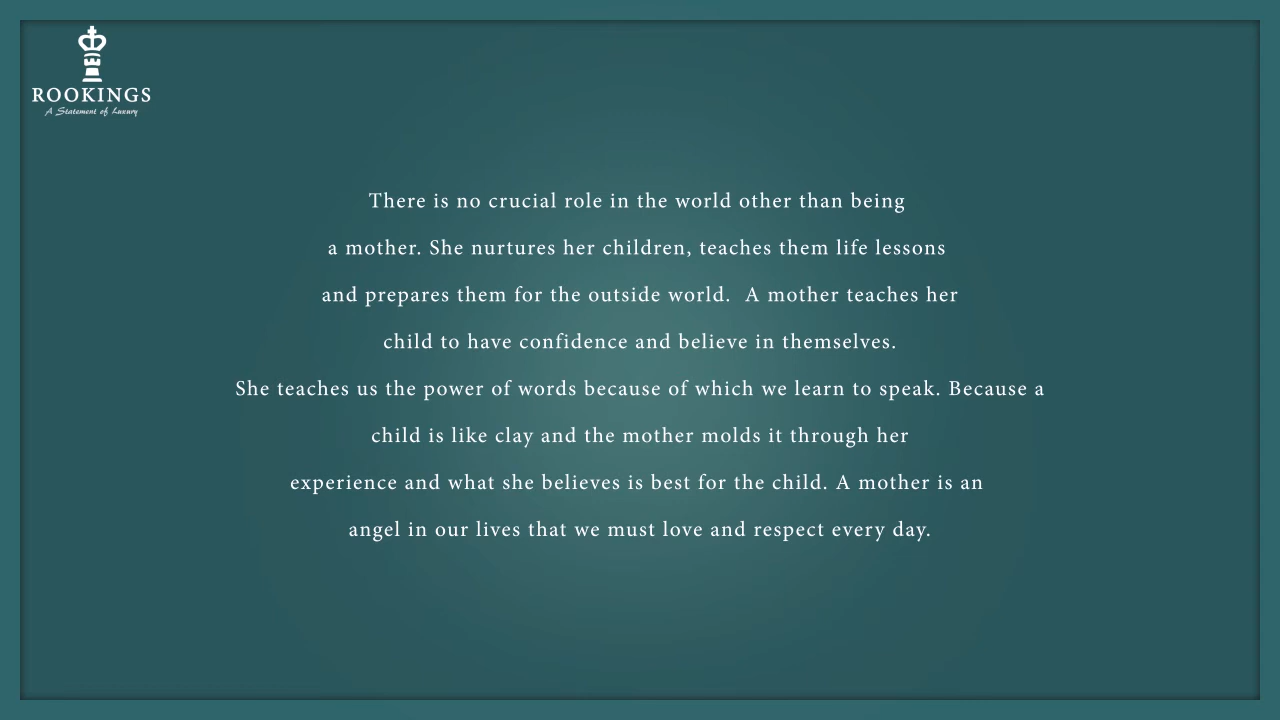 ROOKINGS
A Statement of Luxury
There is no crucial role in the world other than being
a mother. She nurtures her children, teaches them life lessons
and prepares them for the outside world.  A mother teaches her
child to have confidence and believe in themselves.
She teaches us the power of words because of which we learn to speak. Because a
child is like clay and the mother molds it through her
experience and what she believes is best for the child. A mother is an
angel in our lives that we must love and respect every day.